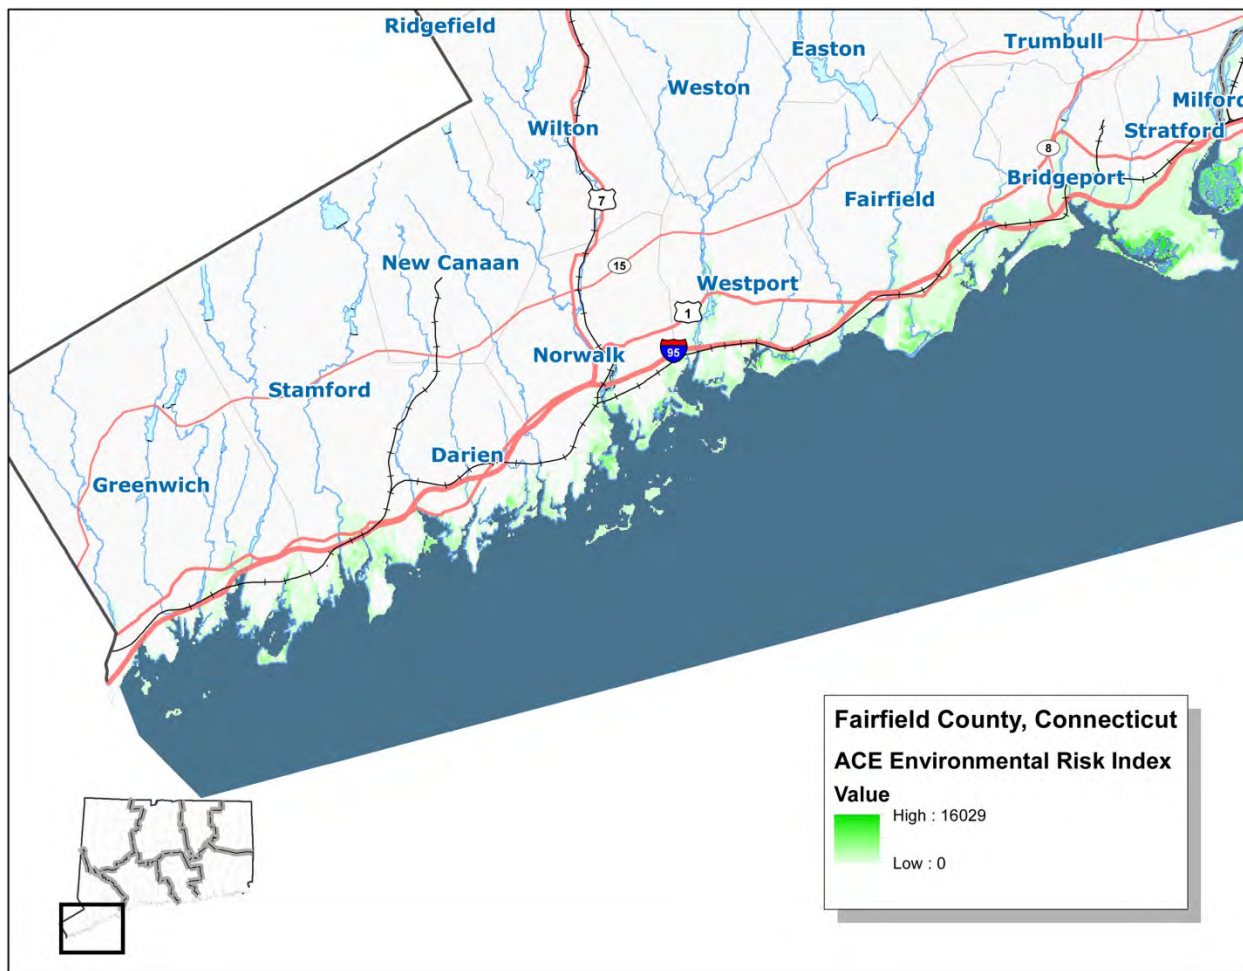 Ridgefield
Easton
Trumbull
Weston
Milford
Wilton
Stratford
8
Bridgeport
7
Fairfield
New Canaan
15
Westport
1
Norwalk
95
Stamford
Darien
Greenwich
Fairfield County, Connecticut
ACE Environmental Risk Index
Value
High : 16029
Low : 0